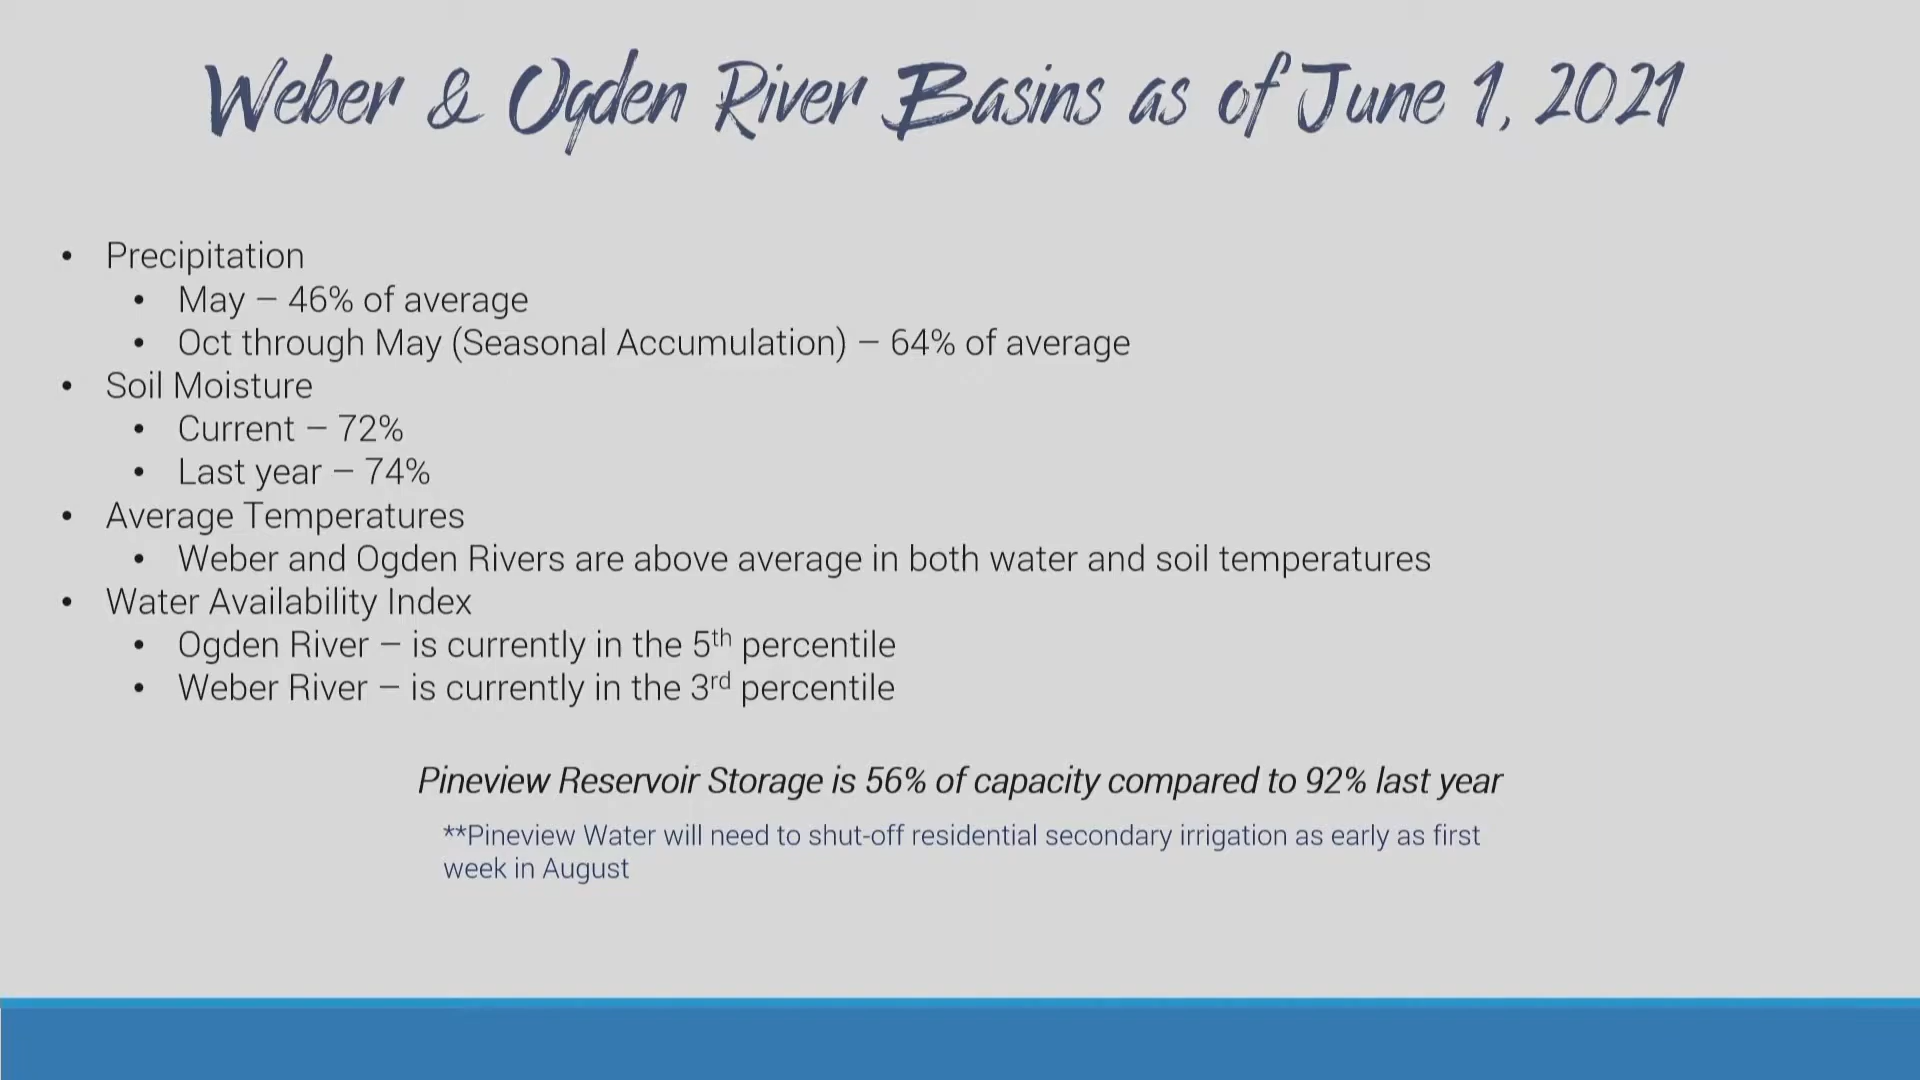 Weber & Ogden River Basins as of June 1, 2021
• Precipitation
• May – 46% of average
• Oct through May (Seasonal Accumulation) – 64% of average
• Soil Moisture
• Current – 72%
• Last year – 74%
• Average Temperatures
• Weber and Ogden Rivers are above average in both water and soil temperatures
• Water Availability Index
• Ogden River – is currently in the 5th percentile
• Weber River – is currently in the 3rd percentile
Pineview Reservoir Storage is 56% of capacity compared to 92% last year
**Pineview Water will need to shut-off residential secondary irrigation as early as first
week in August